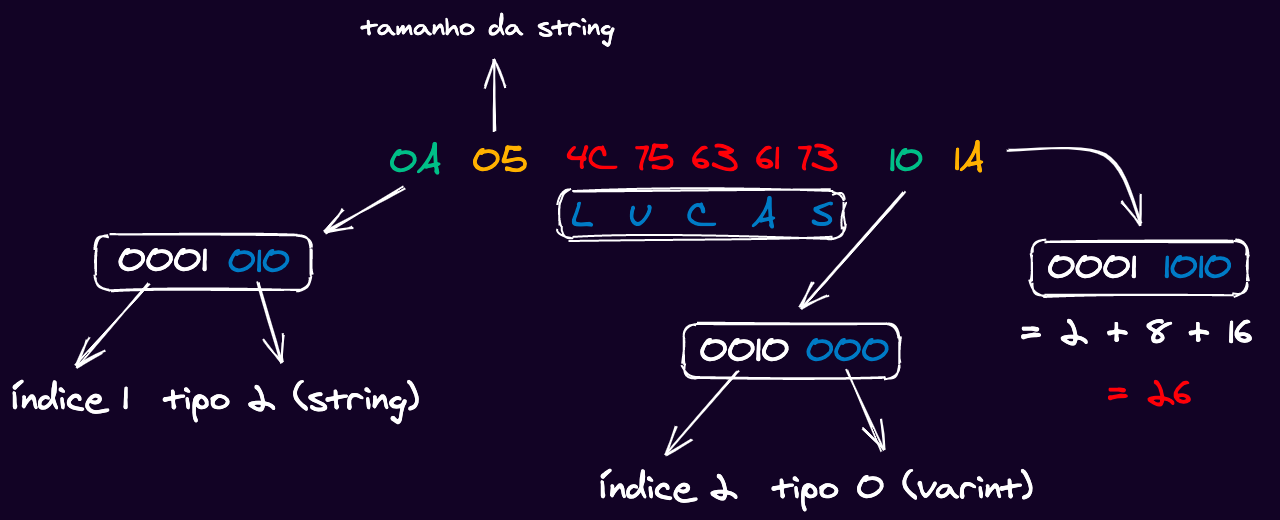 tamanho da string
0A 05 4C 75 63 61 73 10 1A
L U C A S
0001 010
0001 1010
= 2 + 8 + 16
= 26
0010 000
índice 1 tipo 2 (string)
índice 2 tipo 0 (varint)